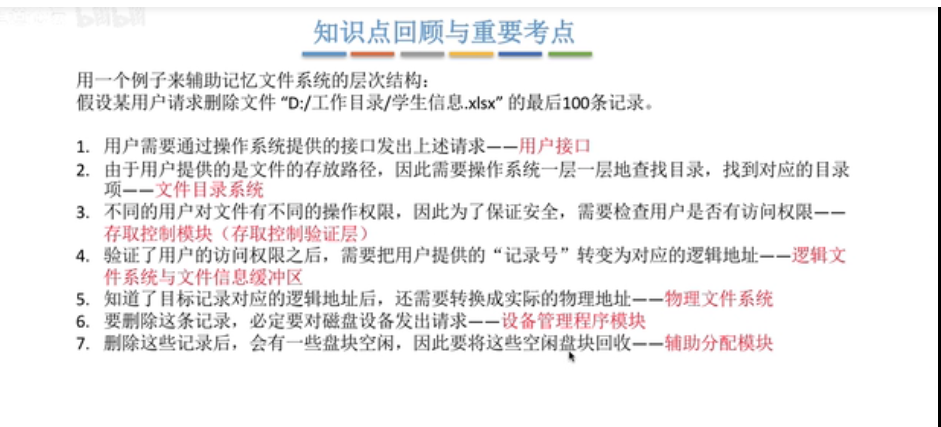 知识点回顾与重要考点
用一个例子来辅助记忆文件系统的层次结构：
假设某用户请求删除文件 “D:/工作目录/学生信息.xlsx” 的最后100条记录。
1. 用户需要通过操作系统提供的接口发出上述请求——用户接口
2. 由于用户提供的是文件的存放路径，因此需要操作系统一层一层地查找目录，找到对应的目录
项——文件目录系统
3. 不同的用户对文件有不同的操作权限，因此为了保证安全，需要检查用户是否有访问权限——
存取控制模块（存取控制验证层）
4. 验证了用户的访问权限之后，需要把用户提供的“记录号”转变为对应的逻辑地址——逻辑文
件系统与文件信息缓冲区
5. 知道了目标记录对应的逻辑地址后，还需要转换成实际的物理地址——物理文件系统
6. 要删除这条记录，必定要对磁盘设备发出请求——设备管理程序模块
7. 删除这些记录后，会有一些盘块空闲，因此要将这些空闲盘块回收——辅助分配模块